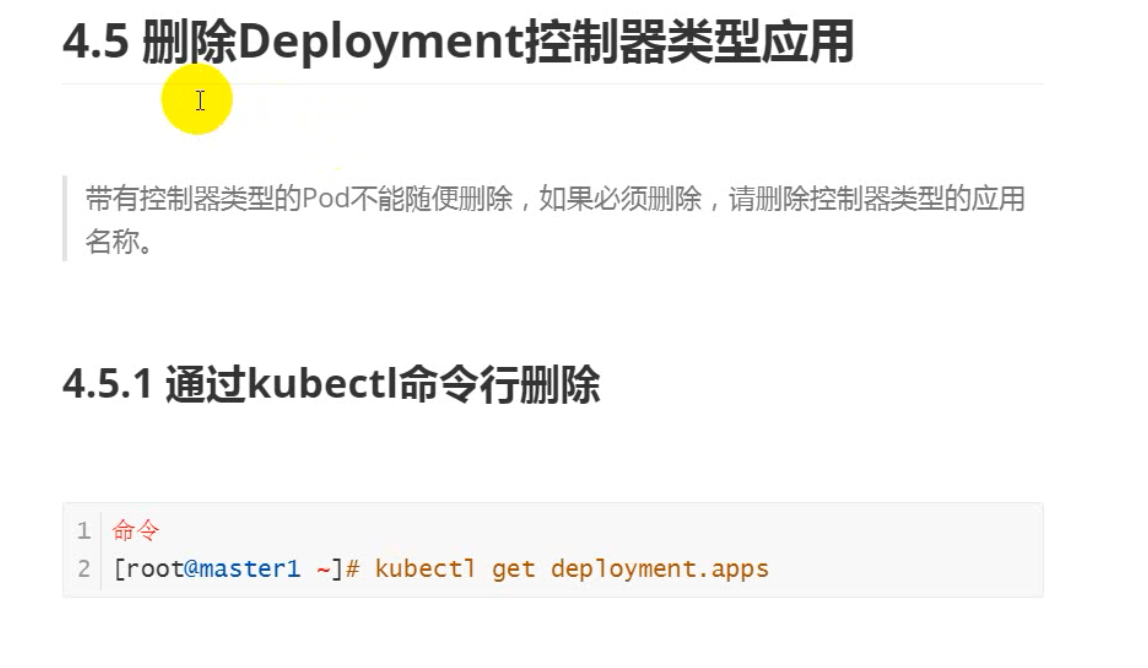 4.5 删除Deployment控制器类型应用
带有控制器类型的Pod不能随便删除，如果必须删除，请删除控制器类型的应用
名称。
4.5.1 通过kubectl命令行删除
1 命令
2 [root@master1 ~]# kubectl get deployment.apps